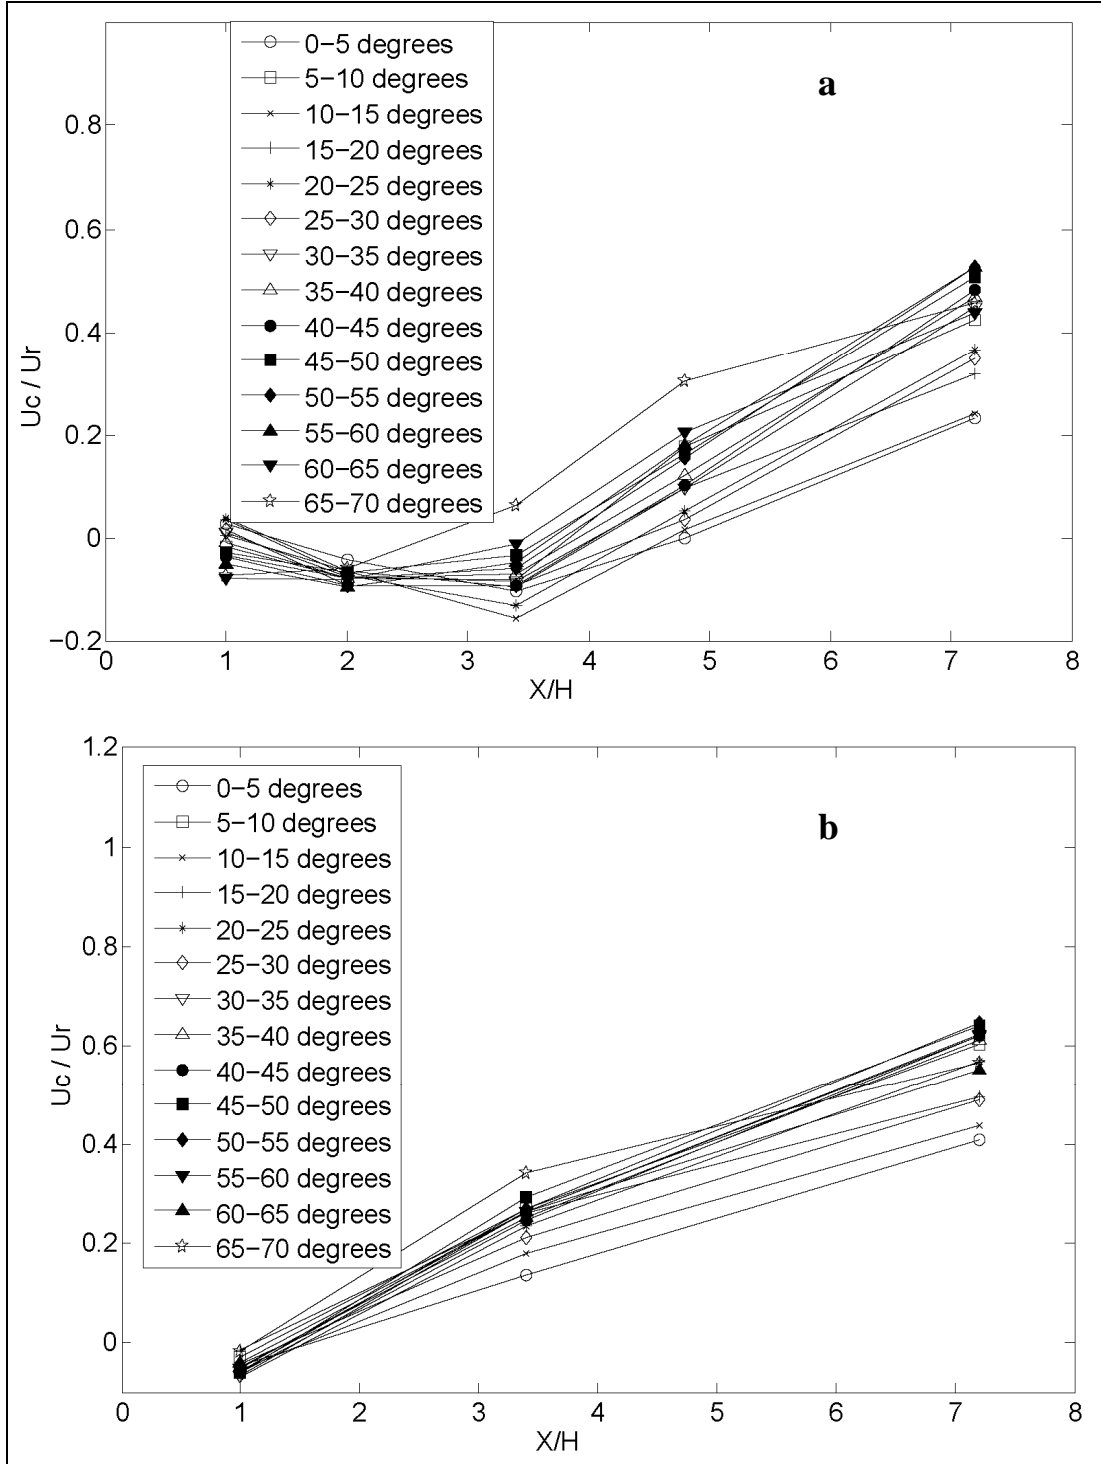 a
0−5 degrees
5−10 degrees
10−15 degrees
15−20 degrees
20−25 degrees
25−30 degrees
30−35 degrees
35−40 degrees
40−45 degrees
45−50 degrees
50−55 degrees
55−60 degrees
60−65 degrees
65−70 degrees
0.8
0.6
0.4
0.2
0
−0.2
Uc / Ur
0 1 2 3 4 5 6 7 8
X/H
b
0−5 degrees
5−10 degrees
10−15 degrees
15−20 degrees
20−25 degrees
25−30 degrees
30−35 degrees
35−40 degrees
40−45 degrees
45−50 degrees
50−55 degrees
55−60 degrees
60−65 degrees
65−70 degrees
1.2
1
0.8
0.6
0.4
0.2
0
Uc / Ur
0 1 2 3 4 5 6 7 8
X/H